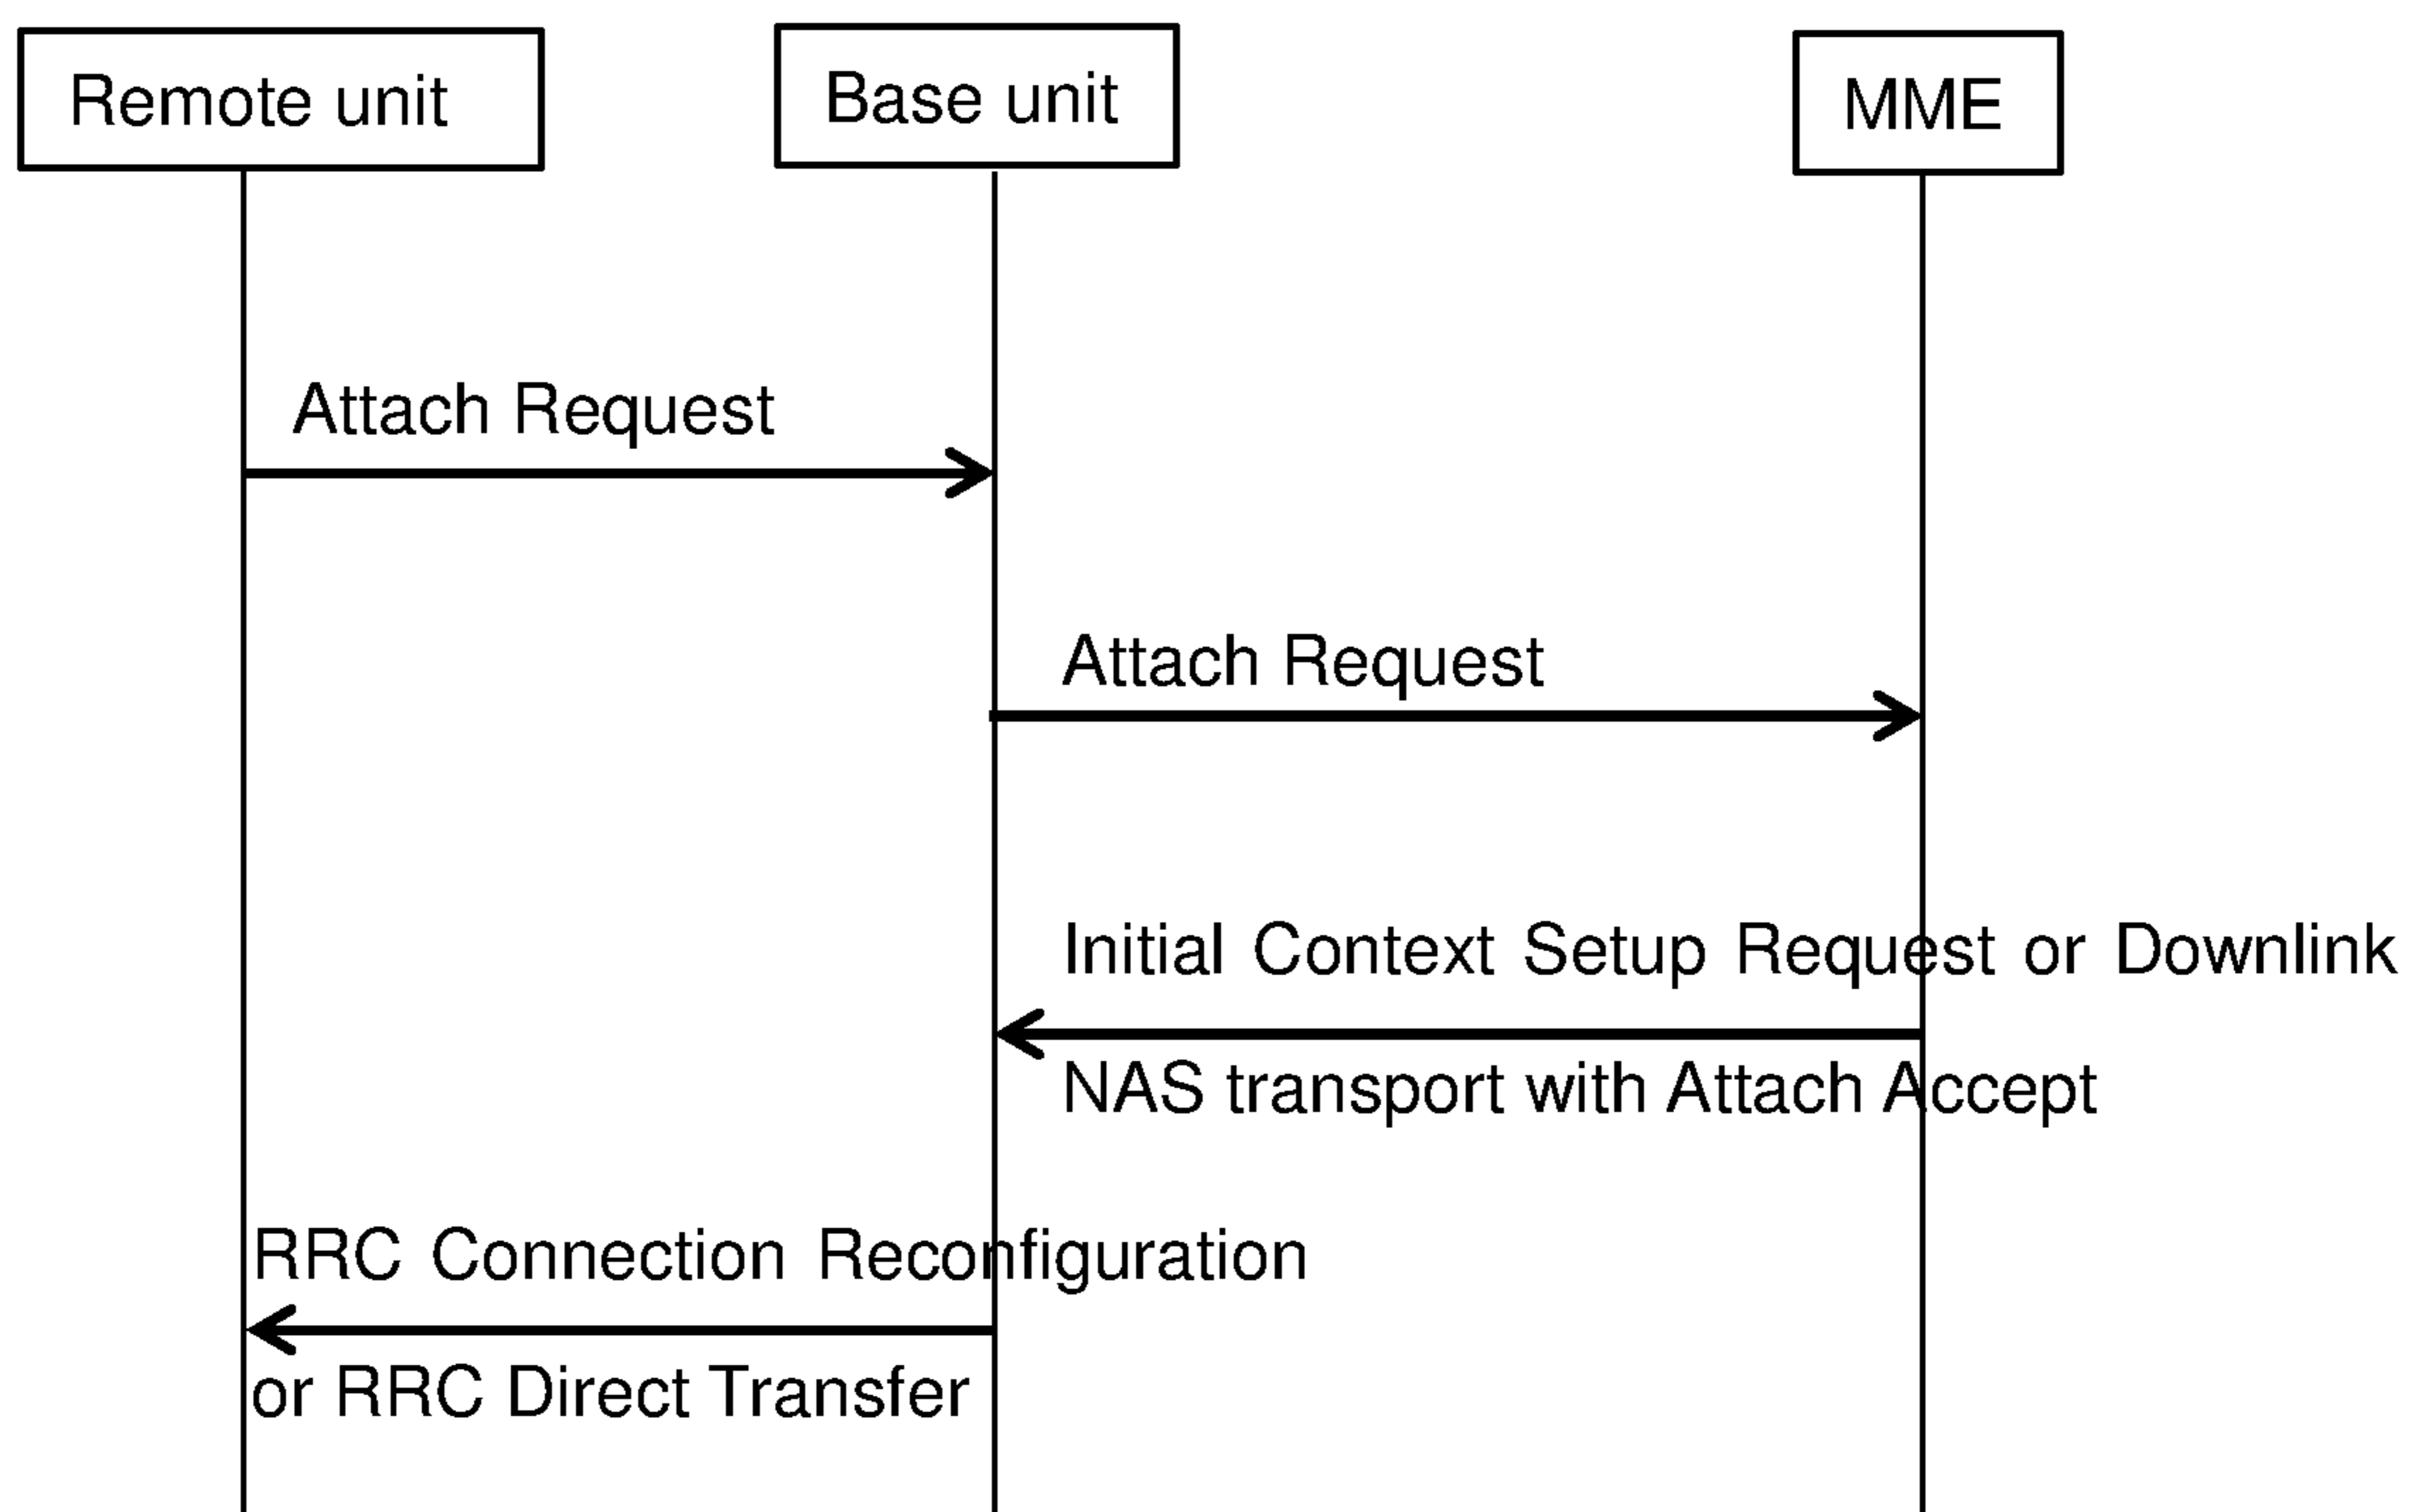 Remote unit
Base unit
MME
Attach Request
Attach Request
Initial Context Setup Request or Downlink
NAS transport with Attach Accept
RRC Connection Reconfiguration
or RRC Direct Transfer